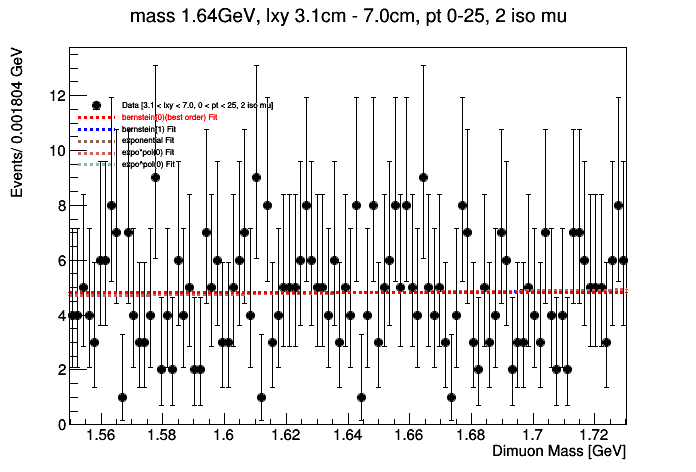 mass 1.64GeV, lxy 3.1cm - 7.0cm, pt 0-25, 2 iso mu
Events/ 0.001804 GeV
Data [3.1 < lxy < 7.0, 0 < pt < 25, 2 iso mu]
bernstein(0)(best order) Fit
bernstein(1) Fit
exponential Fit
expo*pol(0) Fit
expo^pol(0) Fit
12
10
8
6
4
2
0
1.56 1.58 1.6 1.62 1.64 1.66 1.68 1.7 1.72
Dimuon Mass [GeV]